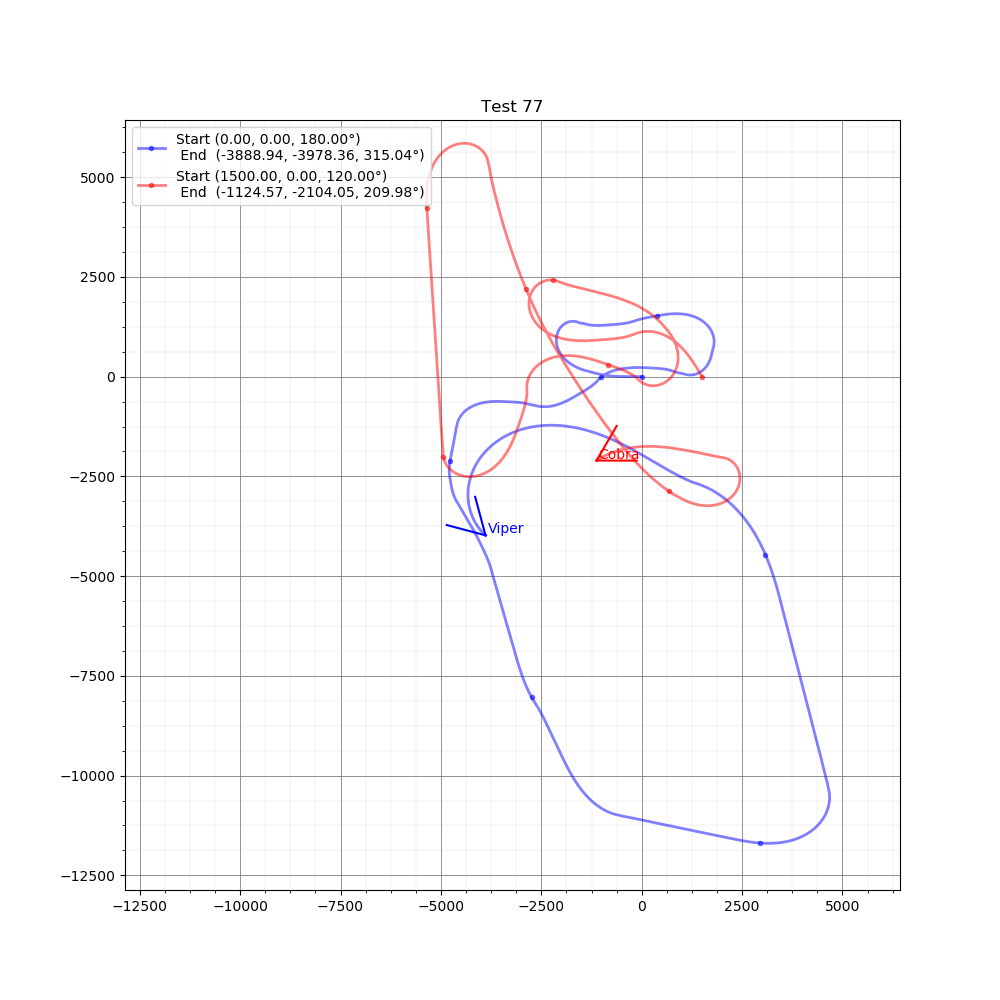 Test 77
Start (0.00, 0.00, 180.00°)
End  (-3888.94, -3978.36, 315.04°)
Start (1500.00, 0.00, 120.00°)
End  (-1124.57, -2104.05, 209.98°)
5000
2500
0
−2500
−5000
−7500
−10000
−12500
Cobra
Viper
−12500 −10000 −7500 −5000 −2500 0 2500 5000